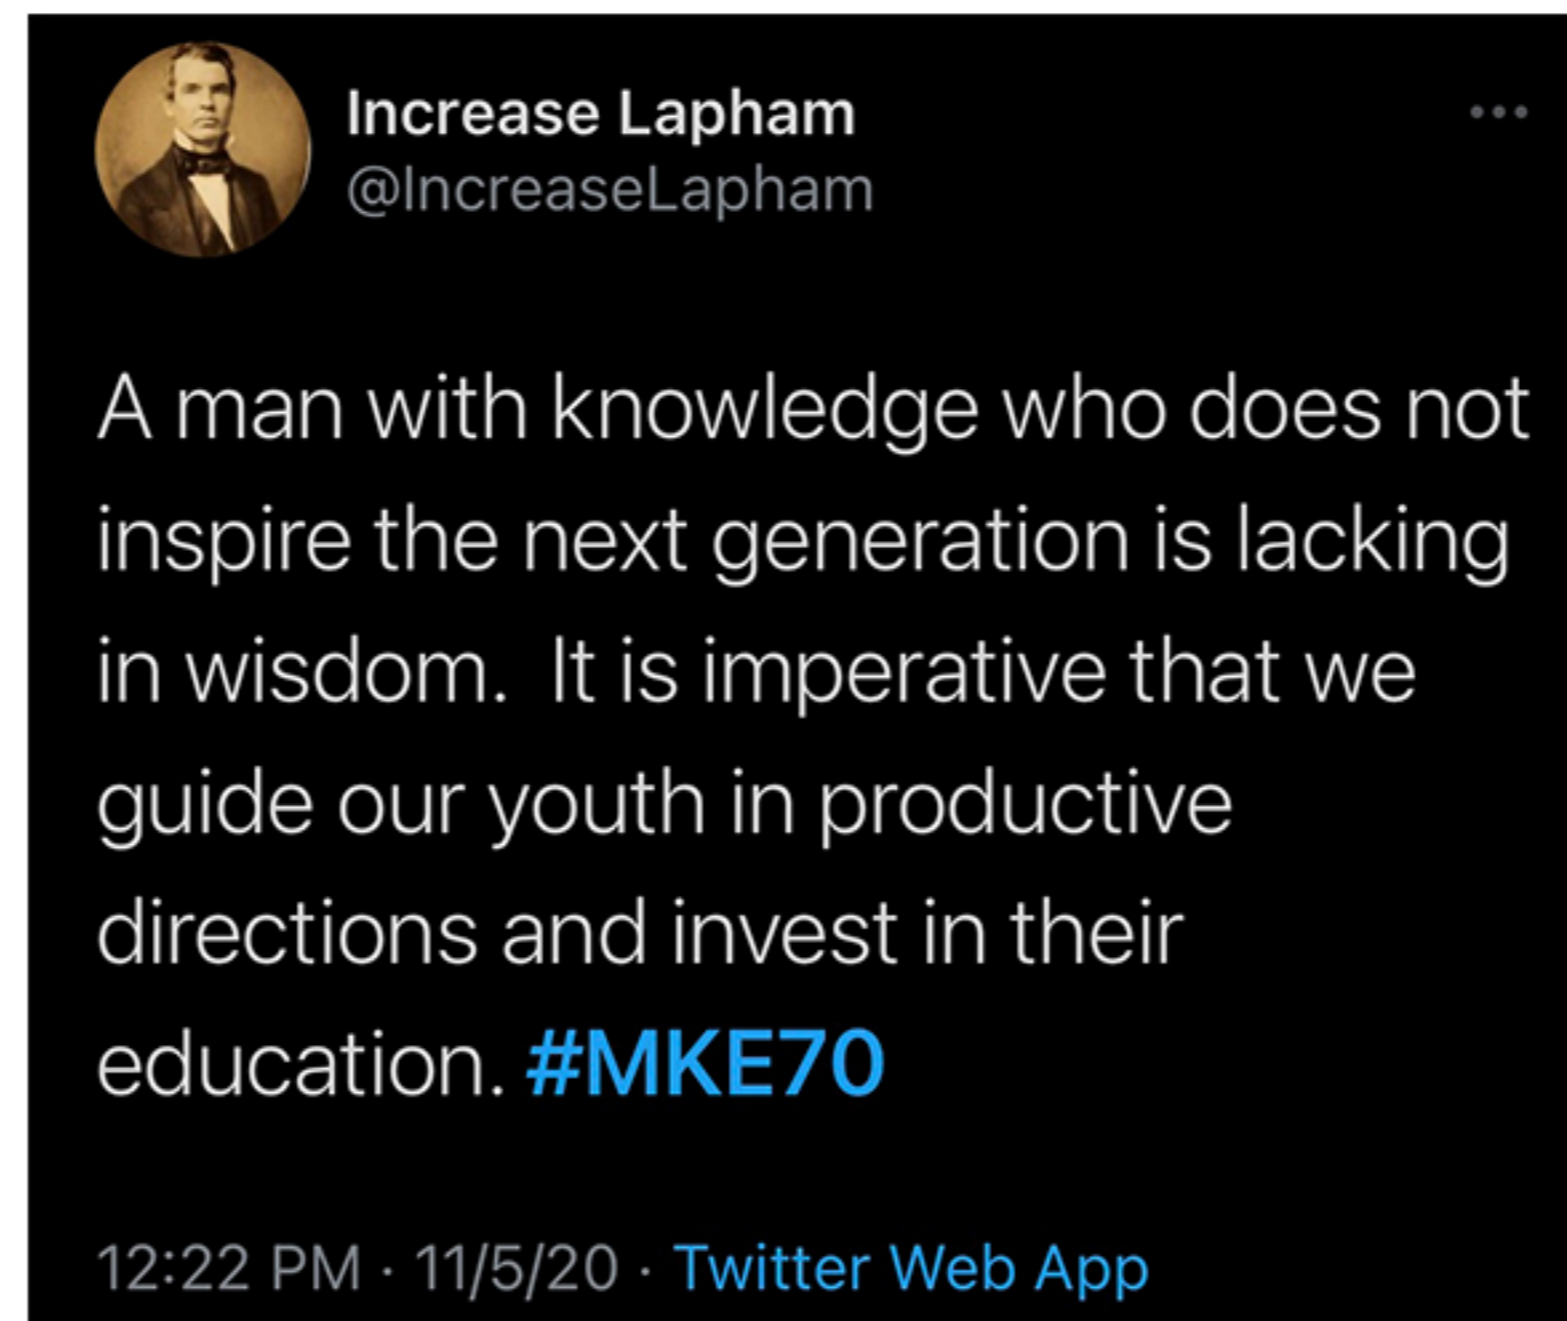 Increase Lapham
@IncreaseLapham
A man with knowledge who does not
inspire the next generation is lacking
in wisdom.  It is imperative that we
guide our youth in productive
directions and invest in their
education. #MKE70
12:22 PM · 11/5/20 · Twitter Web App